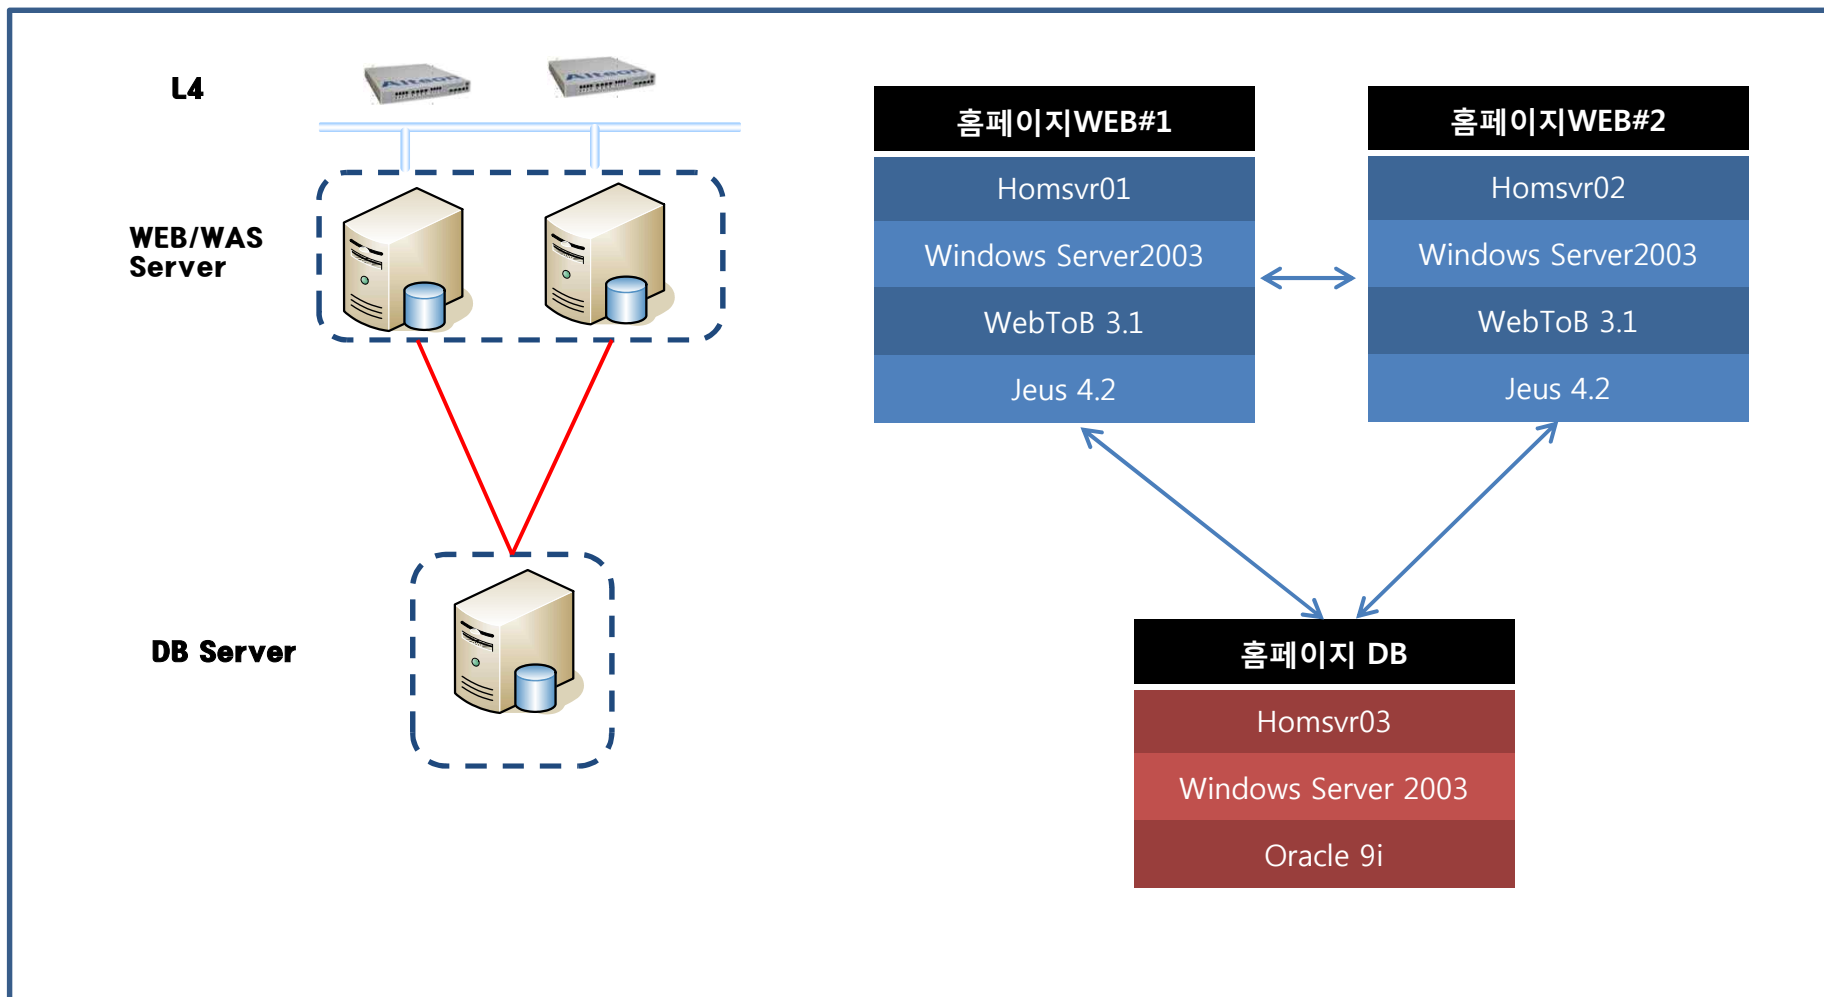 L4
Alteon
Alteon
WEB/WAS
Server
DB Server
홈페이지WEB#1
Homsvr01
Windows Server2003
WebToB 3.1
Jeus 4.2
홈페이지WEB#2
Homsvr02
Windows Server2003
WebToB 3.1
Jeus 4.2
홈페이지 DB
Homsvr03
Windows Server 2003
Oracle 9i